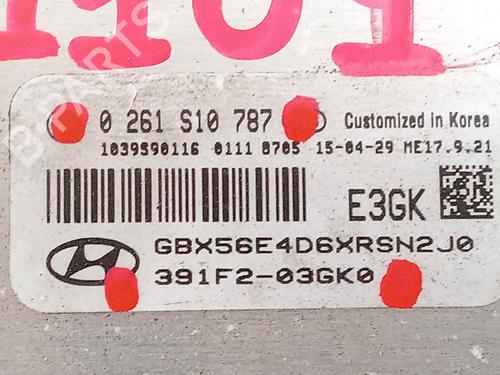 B-PARTS
0 261 S10 787
Customized in Korea
1039S90116 0111 8705 15-04-29 ME17.9.21
E3GK
GBX56E4D6XRSN2J0
391F2-03GK0